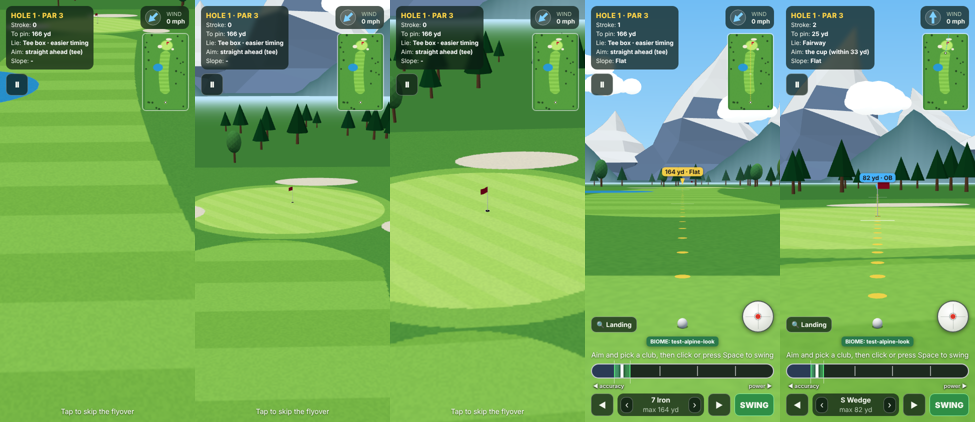 HOLE 1 · PAR 3
Stroke: 0
To pin: 166 yd
Lie: Tee box · easier timing
Aim: straight ahead (tee)
Slope: -
WIND
0 mph
Tap to skip the flyover
HOLE 1 · PAR 3
Stroke: 0
To pin: 166 yd
Lie: Tee box · easier timing
Aim: straight ahead (tee)
Slope: -
WIND
0 mph
Tap to skip the flyover
HOLE 1 · PAR 3
Stroke: 0
To pin: 166 yd
Lie: Tee box · easier timing
Aim: straight ahead (tee)
Slope: -
WIND
0 mph
Tap to skip the flyover
HOLE 1 · PAR 3
Stroke: 1
To pin: 166 yd
Lie: Tee box · easier timing
Aim: straight ahead (tee)
Slope: Flat
WIND
0 mph
164 yd · Flat
Landing
BIOME: test-alpine-look
Aim and pick a club, then click or press Space to swing
accuracy
power
7 Iron
max 164 yd
SWING
HOLE 1 · PAR 3
Stroke: 2
To pin: 25 yd
Lie: Fairway
Aim: the cup (within 33 yd)
Slope: Flat
WIND
0 mph
82 yd · OB
Landing
BIOME: test-alpine-look
Aim and pick a club, then click or press Space to swing
accuracy
power
S Wedge
max 82 yd
SWING